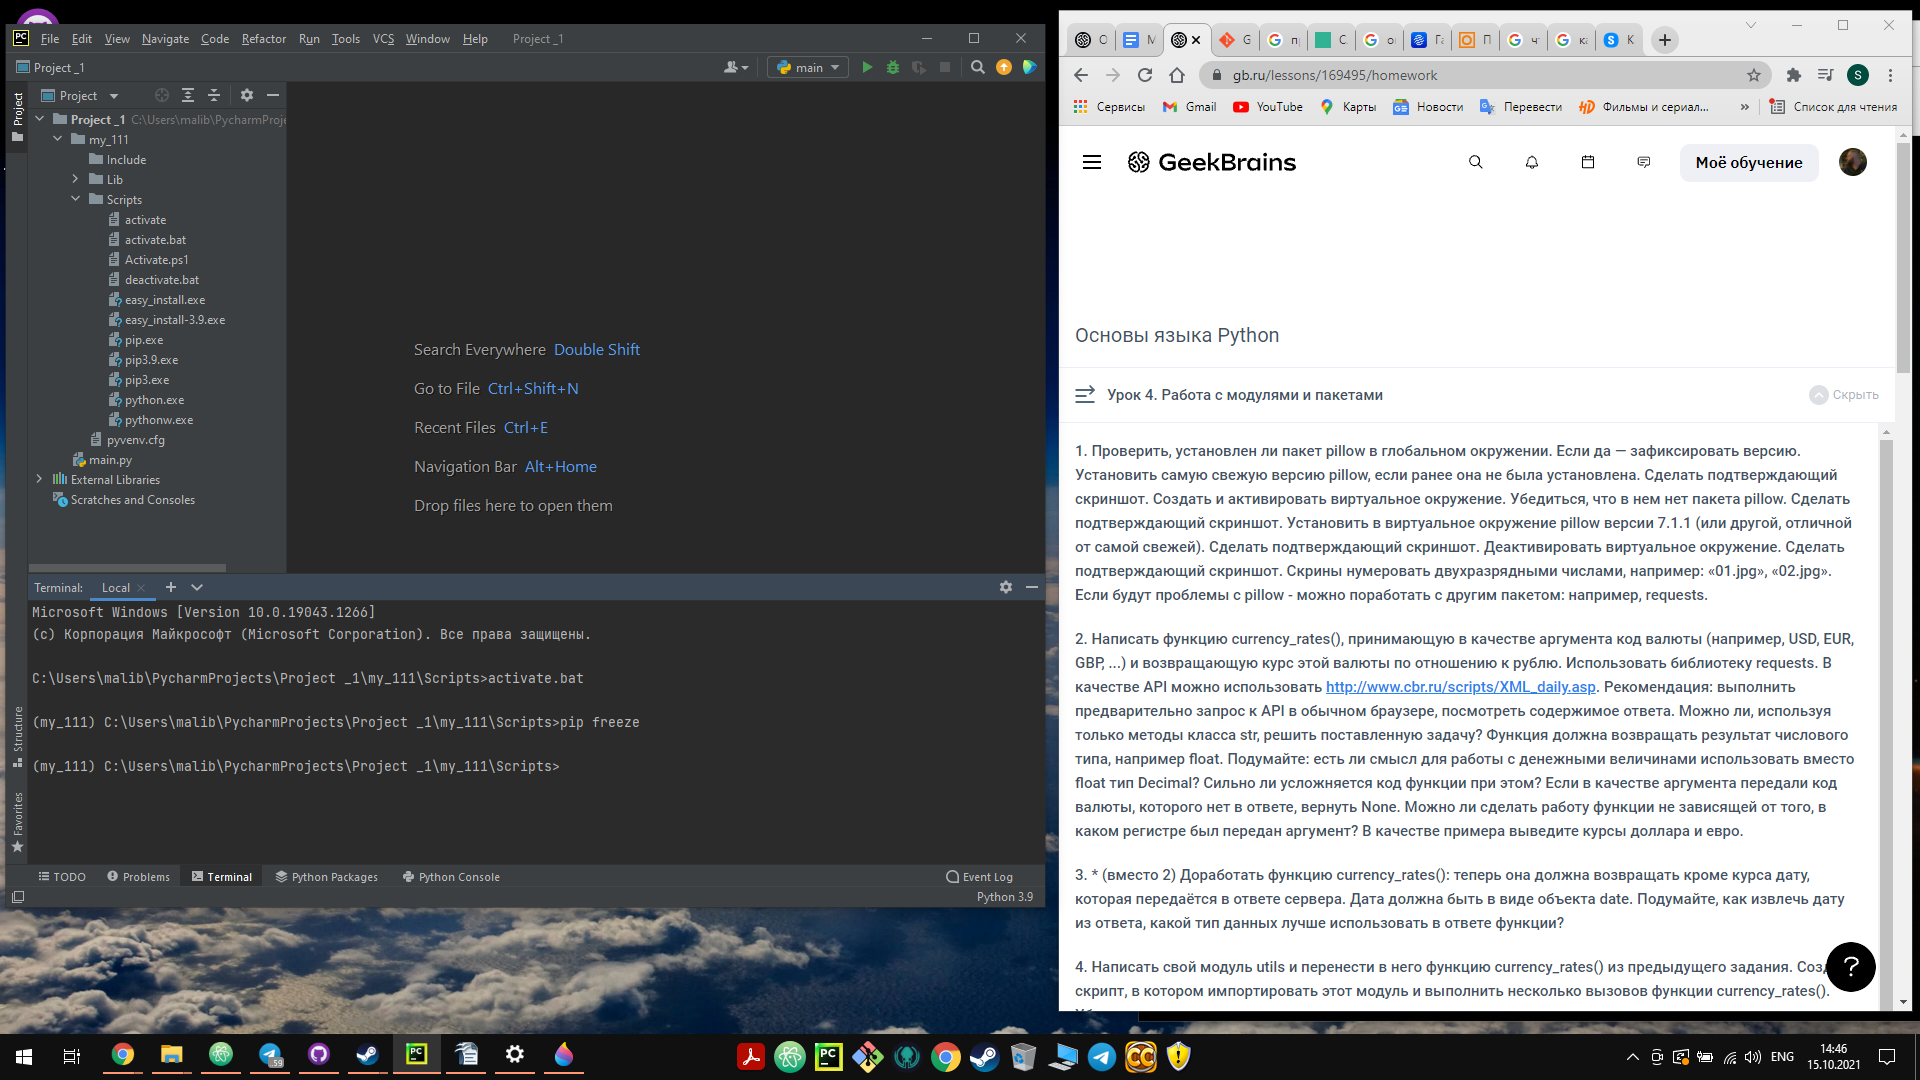 File Edit View Navigate Code Refactor Run Tools VCS Window Help Project _1
Project _1
main
Project
Project _1 C:\Users\malib\PycharmProje
my_111
Include
Lib
Scripts
activate
activate.bat
Activate.ps1
deactivate.bat
easy_install.exe
easy_install-3.9.exe
pip.exe
pip3.9.exe
pip3.exe
python.exe
pythonw.exe
pyvenv.cfg
main.py
External Libraries
Scratches and Consoles
Project
Structure
Favorites
Search Everywhere Double Shift
Go to File Ctrl+Shift+N
Recent Files Ctrl+E
Navigation Bar Alt+Home
Drop files here to open them
Terminal: Local
Microsoft Windows [Version 10.0.19043.1266]
(c) Корпорация Майкрософт (Microsoft Corporation). Все права защищены.
C:\Users\malib\PycharmProjects\Project _1\my_111\Scripts>activate.bat
(my_111) C:\Users\malib\PycharmProjects\Project _1\my_111\Scripts>pip freeze
(my_111) C:\Users\malib\PycharmProjects\Project _1\my_111\Scripts>
TODO Problems Terminal Python Packages Python Console Event Log
Python 3.9
gb.ru/lessons/169495/homework
S
Сервисы Gmail YouTube Карты Новости Перевести Фильмы и сериал... » Список для чтения
GeekBrains
Моё обучение
Основы языка Python
Урок 4. Работа с модулями и пакетами
Скрыть
1. Проверить, установлен ли пакет pillow в глобальном окружении. Если да — зафиксировать версию.
Установить самую свежую версию pillow, если ранее она не была установлена. Сделать подтверждающий
скриншот. Создать и активировать виртуальное окружение. Убедиться, что в нем нет пакета pillow. Сделать
подтверждающий скриншот. Установить в виртуальное окружение pillow версии 7.1.1 (или другой, отличной
от самой свежей). Сделать подтверждающий скриншот. Деактивировать виртуальное окружение. Сделать
подтверждающий скриншот. Скрины нумеровать двухразрядными числами, например: «01.jpg», «02.jpg».
Если будут проблемы с pillow - можно поработать с другим пакетом: например, requests.
2. Написать функцию currency_rates(), принимающую в качестве аргумента код валюты (например, USD, EUR,
GBP, ...) и возвращающую курс этой валюты по отношению к рублю. Использовать библиотеку requests. В
качестве API можно использовать http://www.cbr.ru/scripts/XML_daily.asp. Рекомендация: выполнить
предварительно запрос к API в обычном браузере, посмотреть содержимое ответа. Можно ли, используя
только методы класса str, решить поставленную задачу? Функция должна возвращать результат числового
типа, например float. Подумайте: есть ли смысл для работы с денежными величинами использовать вместо
float тип Decimal? Сильно ли усложняется код функции при этом? Если в качестве аргумента передали код
валюты, которого нет в ответе, вернуть None. Можно ли сделать работу функции не зависящей от того, в
каком регистре был передан аргумент? В качестве примера выведите курсы доллара и евро.
3. * (вместо 2) Доработать функцию currency_rates(): теперь она должна возвращать кроме курса дату,
которая передаётся в ответе сервера. Дата должна быть в виде объекта date. Подумайте, как извлечь дату
из ответа, какой тип данных лучше использовать в ответе функции?
4. Написать свой модуль utils и перенести в него функцию currency_rates() из предыдущего задания. Созд
скрипт, в котором импортировать этот модуль и выполнить несколько вызовов функции currency_rates().
?
ENG
14:46
15.10.2021